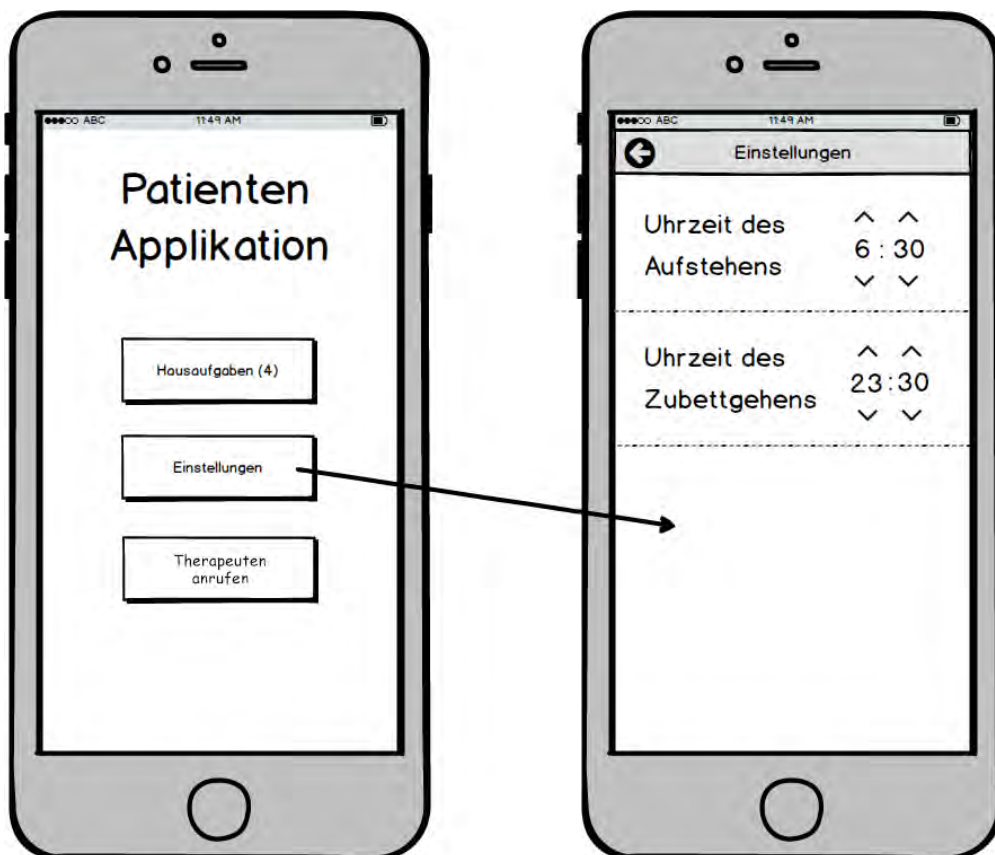 ABC 11:49 AM
Patienten
Applikation
Hausaufgaben (4)
Einstellungen
Therapeuten
anrufen
ABC 11:49 AM
Einstellungen
Uhrzeit des
Aufstehens
6 : 30
Uhrzeit des
Zubettgehens
23 : 30